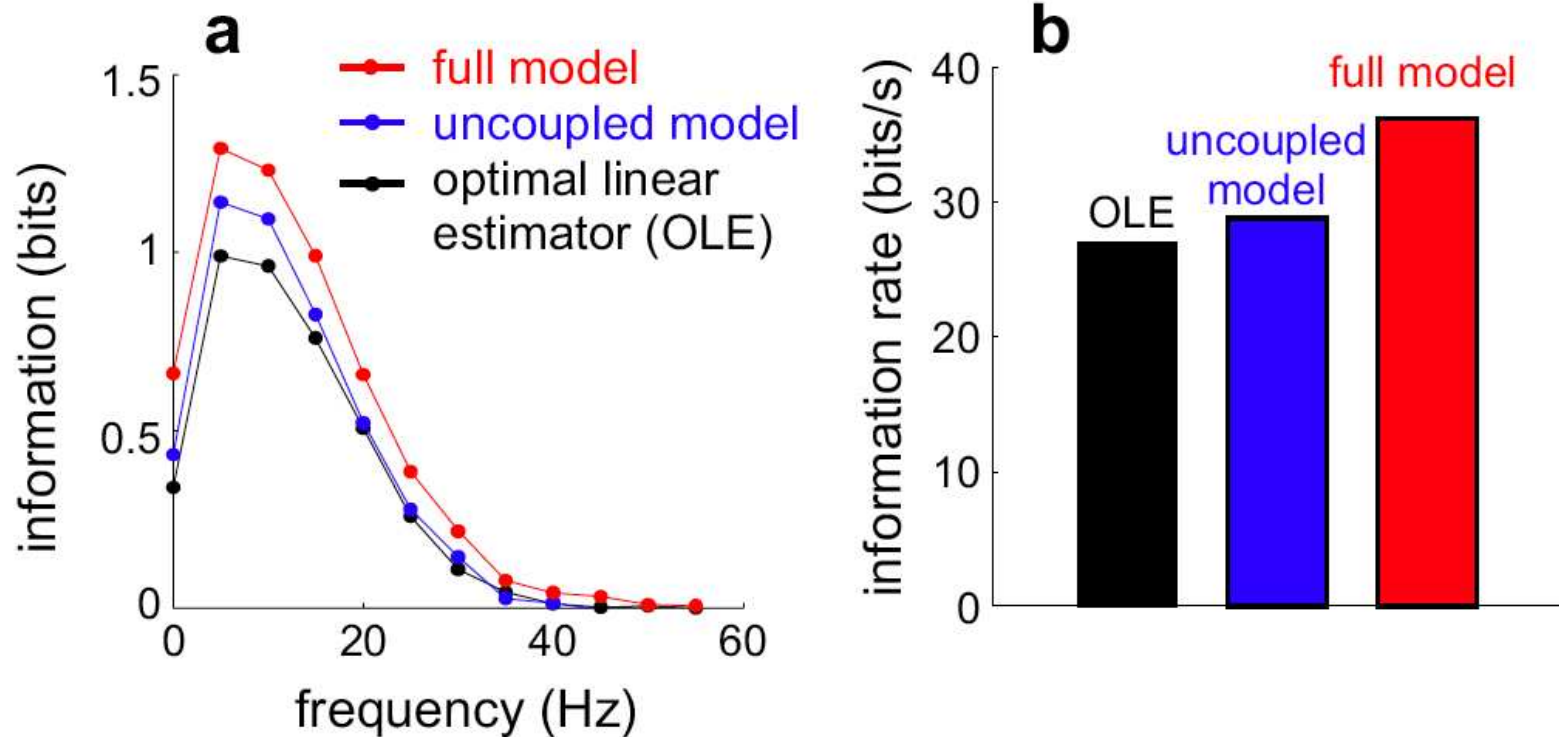 a
full model
uncoupled model
optimal linear
estimator (OLE)
information (bits)
1.5
1
0.5
0
0 20 40 60
frequency (Hz)
b
information rate (bits/s)
40
30
20
10
0
OLE
uncoupled
model
full model